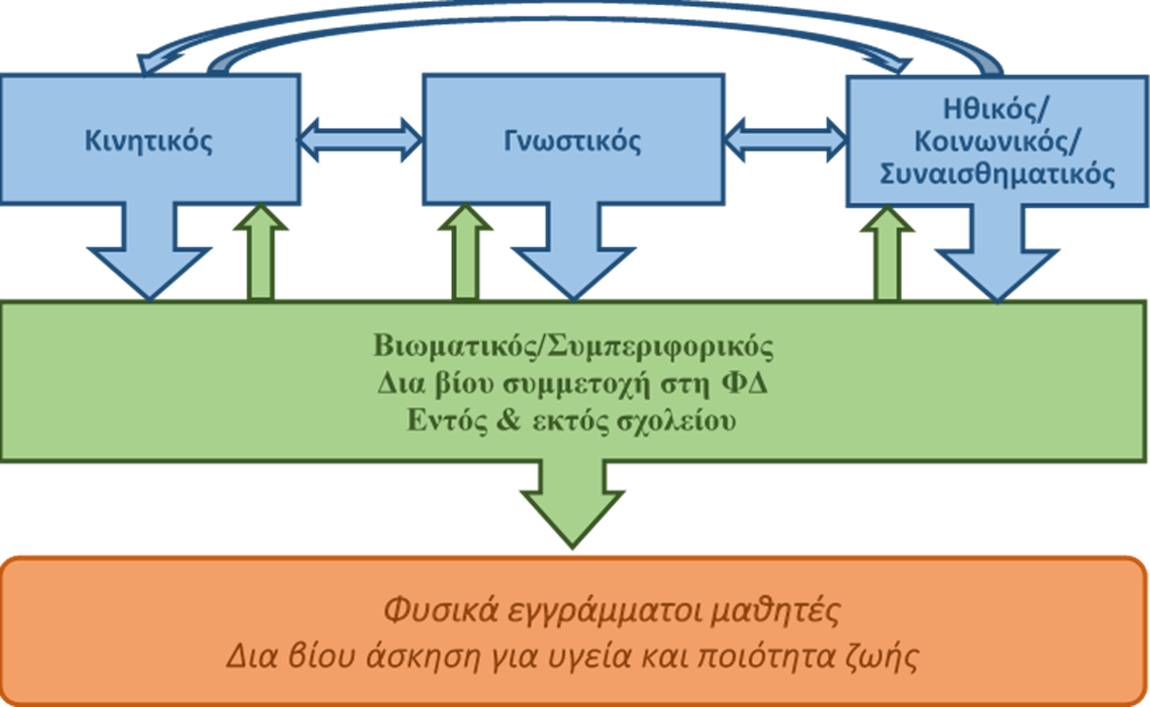 Κινητικός
Γνωστικός
Ηθικός/
Κοινωνικός/
Συναισθηματικός
Βιωματικός/Συμπεριφορικός
Δια βίου συμμετοχή στη ΦΔ
Εντός & εκτός σχολείου
Φυσικά εγγράμματοι μαθητές
Δια βίου άσκηση για υγεία και ποιότητα ζωής